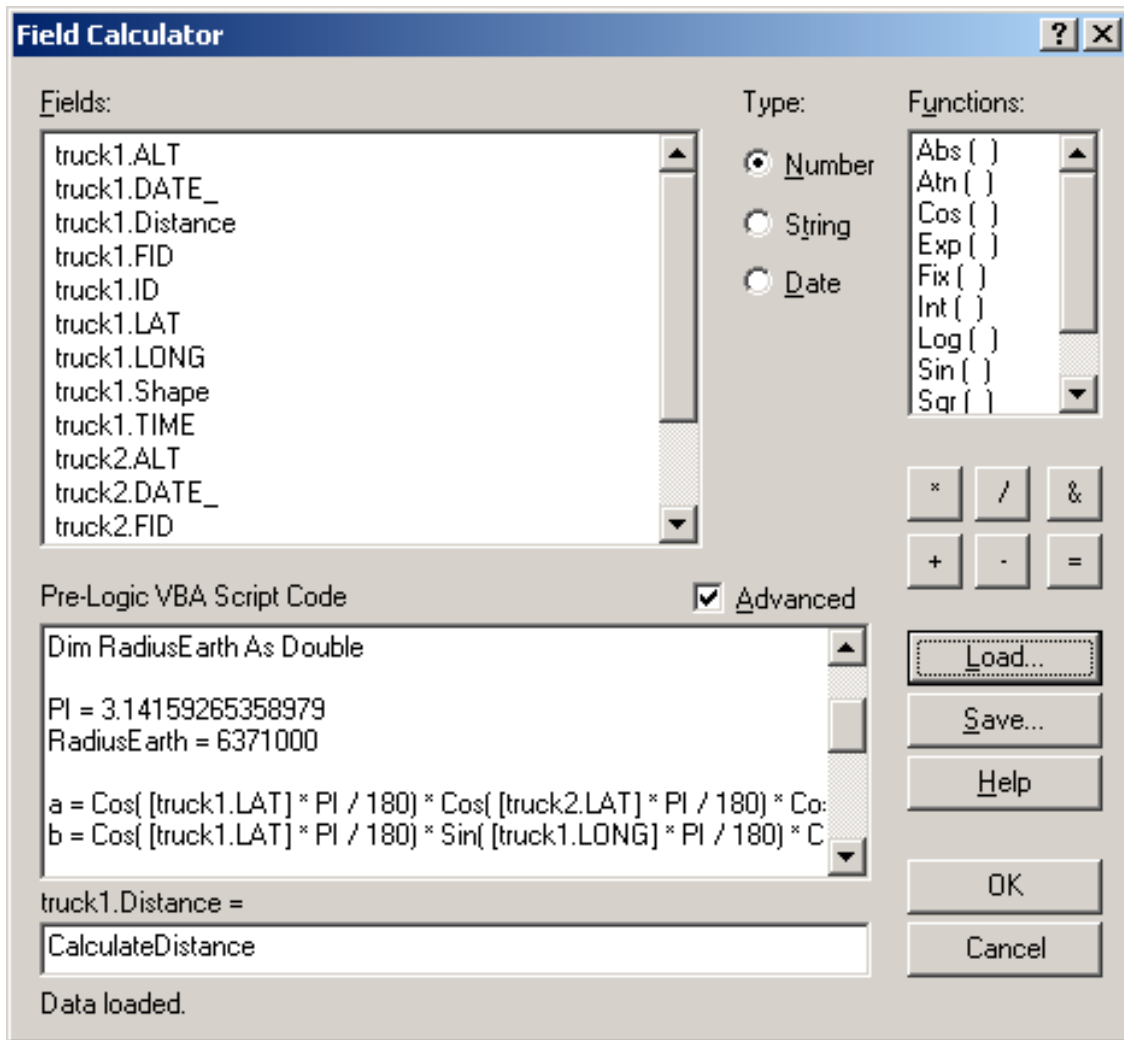 Field Calculator
Fields:
truck1.ALT
truck1.DATE_
truck1.Distance
truck1.FID
truck1.ID
truck1.LAT
truck1.LONG
truck1.Shape
truck1.TIME
truck2.ALT
truck2.DATE_
truck2.FID
Type:
Number
String
Date
Functions:
Abs ( )
Atn ( )
Cos ( )
Exp ( )
Fix ( )
Int ( )
Log ( )
Sin ( )
Sqr ( )
* / &
+ - =
Pre-Logic VBA Script Code
Advanced
Dim RadiusEarth As Double
PI = 3.14159265358979
RadiusEarth = 6371000
a = Cos( [truck1.LAT] * PI / 180) * Cos( [truck2.LAT] * PI / 180) * Co
b = Cos( [truck1.LAT] * PI / 180) * Sin( [truck1.LONG] * PI / 180) * C
truck1.Distance =
CalculateDistance
Data loaded.
Load...
Save...
Help
OK
Cancel